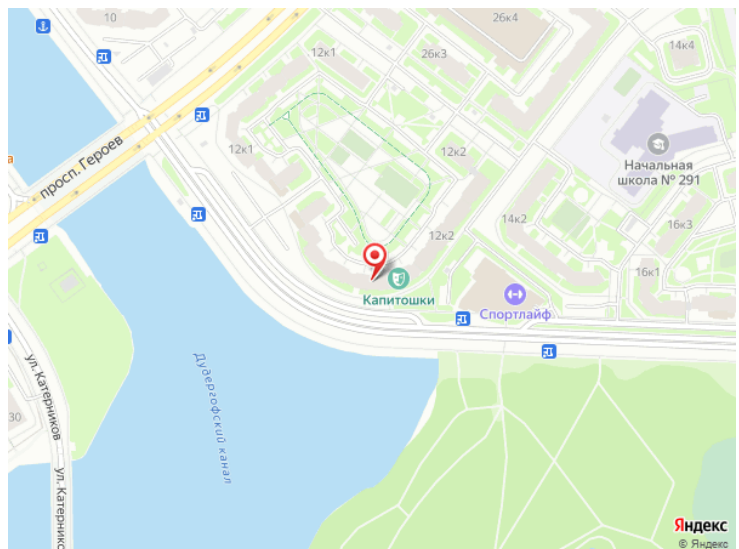 10
12к1
26к4
26к3
14к4
просп. Героев
12к1
12к2
Начальная
школа № 291
а
14к2
16к3
12к2
16к1
Капитошки
Спортлайф
ул. Катерников
Дудергофский канал
30
ул. Катернико
Яндекс
© Яндекс